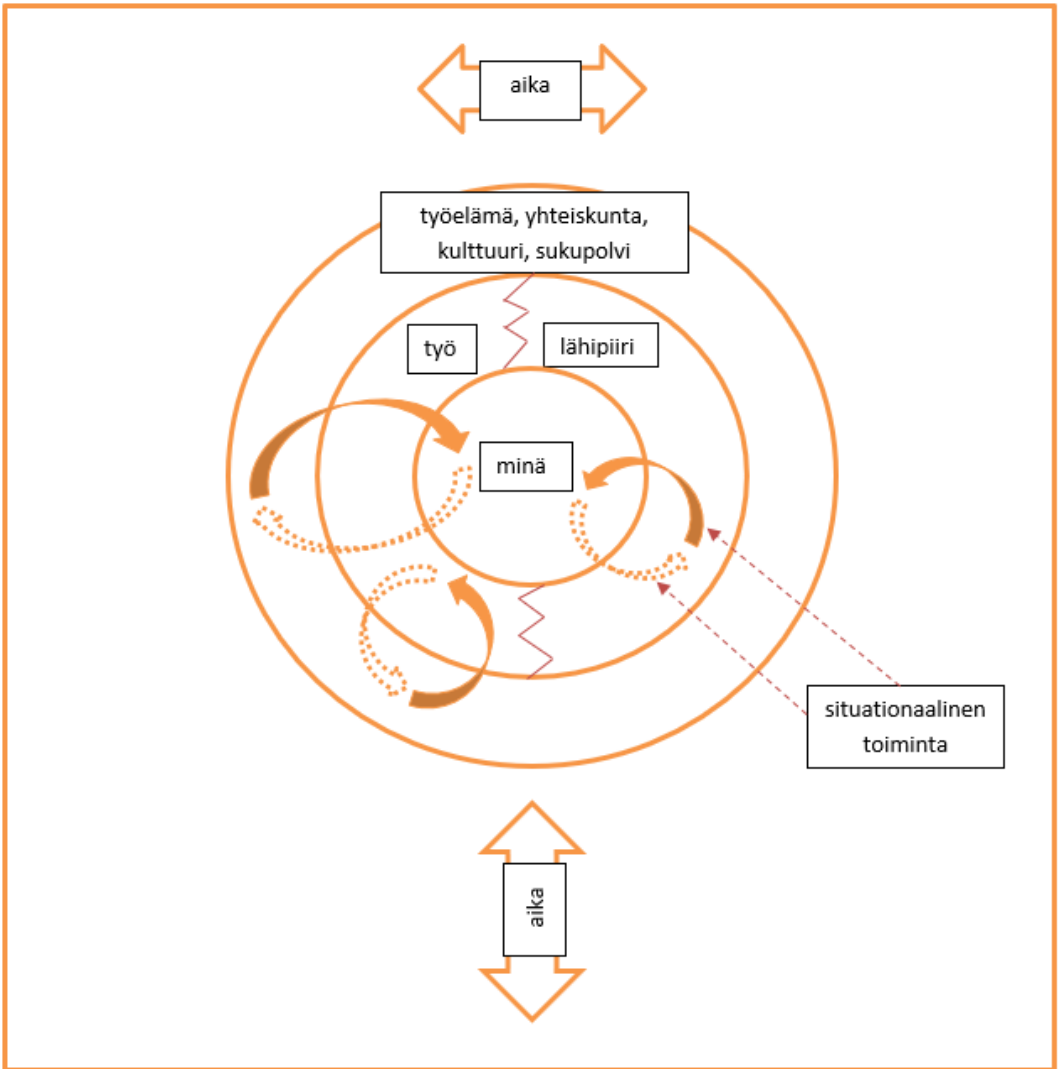 aika
työelämä, yhteiskunta,
kulttuuri, sukupolvi
työ
lähipiiri
minä
situationaalinen
toiminta
aika